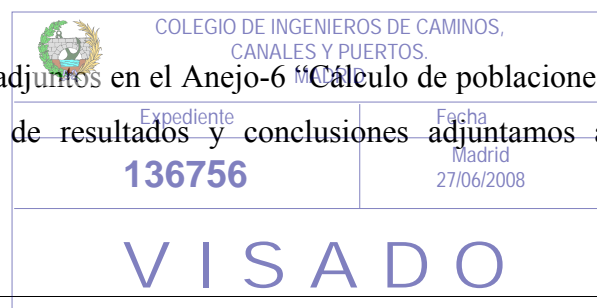 COLEGIO DE INGENIEROS DE CAMINOS,
CANALES Y PUERTOS.
MADRID
adjuntos en el Anejo-6 “Cálculo de poblacione
Expediente
Fecha
de resultados y conclusiones adjuntamos a
136756
Madrid
27/06/2008
VISADO